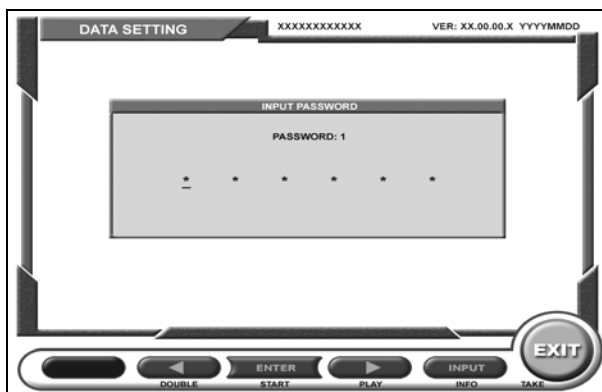 DATA SETTING XXXXXXXXXXXX VER: XX.00.00.X YYYYMMDD
INPUT PASSWORD
PASSWORD: 1
* * * * * *
EXIT
ENTER INPUT
DOUBLE START PLAY INFO TAKE